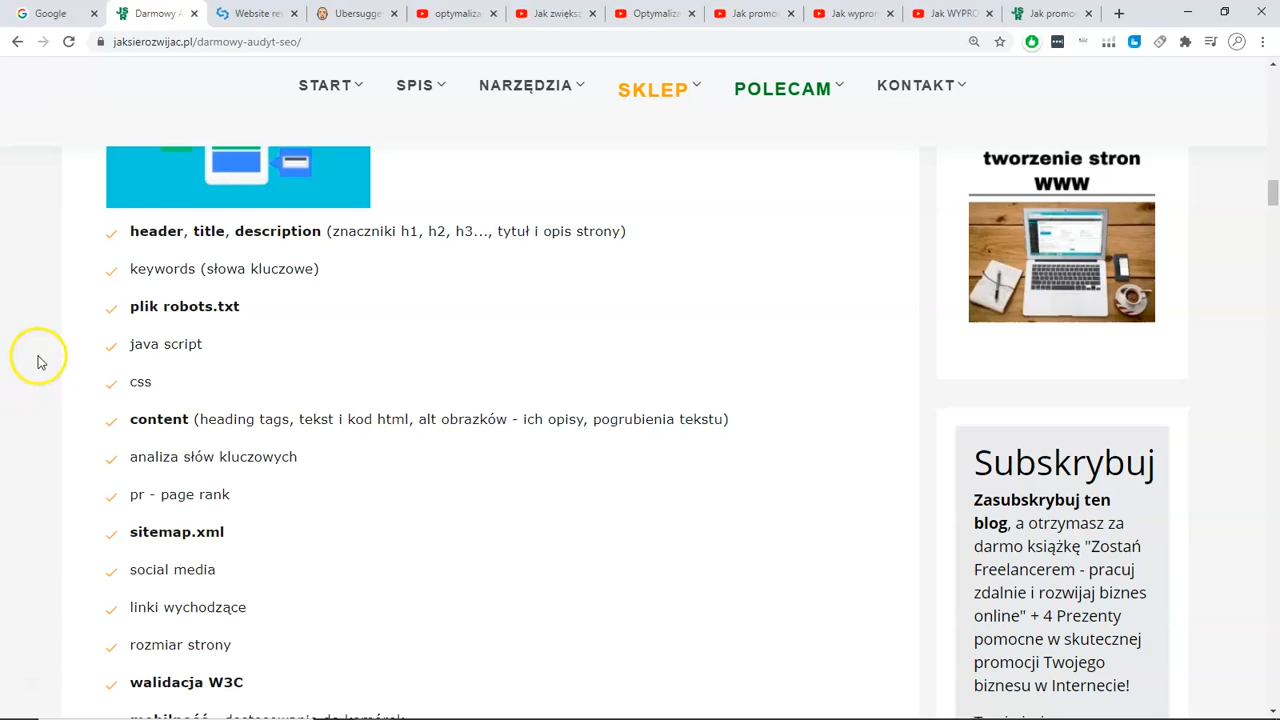 Google
Darmowy A
Website rev
Ubersugges
optymaliza
Jak zwięks
Optymaliza
Jak promo
Jak wypron
Jak WYPRO
Jak promo
jaksierozwijac.pl/darmowy-audyt-seo/
START SPIS NARZĘDZIA SKLEP POLECAM KONTAKT
tworzenie stron
WWW
header, title, description (znaczniki h1, h2, h3..., tytuł i opis strony)
keywords (słowa kluczowe)
plik robots.txt
java script
css
content (heading tags, tekst i kod html, alt obrazków - ich opisy, pogrubienia tekstu)
analiza słów kluczowych
pr - page rank
sitemap.xml
social media
linki wychodzące
rozmiar strony
walidacja W3C
Subskrybuj
Zasubskrybuj ten
blog, a otrzymasz za
darmo książkę "Zostań
Freelancerem - pracuj
zdalnie i rozwijaj biznes
online" + 4 Prezenty
pomocne w skutecznej
promocji Twojego
biznesu w Internecie!